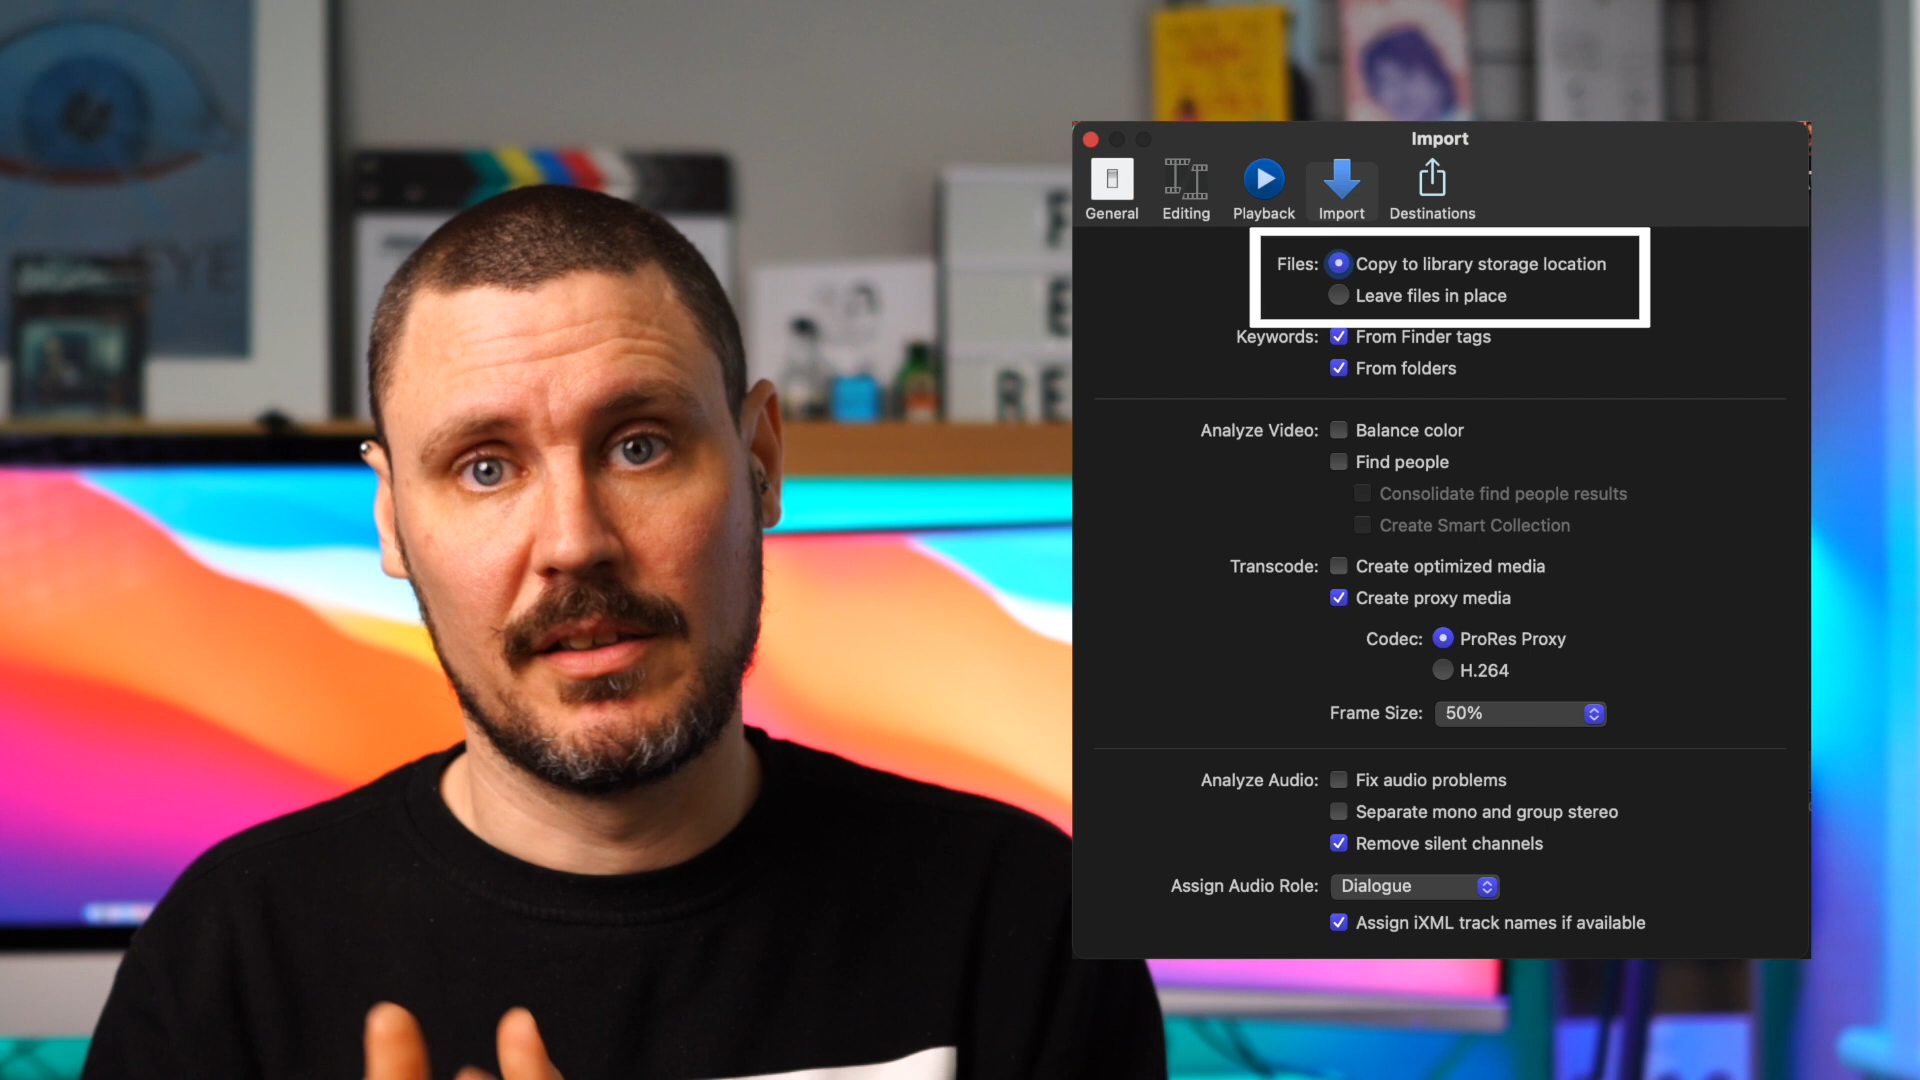 EYE
Import
General Editing Playback Import Destinations
Files: Copy to library storage location
Leave files in place
Keywords: From Finder tags
From folders
Analyze Video: Balance color
Find people
Consolidate find people results
Create Smart Collection
Transcode: Create optimized media
Create proxy media
Codec: ProRes Proxy
H.264
Frame Size: 50%
Analyze Audio: Fix audio problems
Separate mono and group stereo
Remove silent channels
Assign Audio Role: Dialogue
Assign iXML track names if available